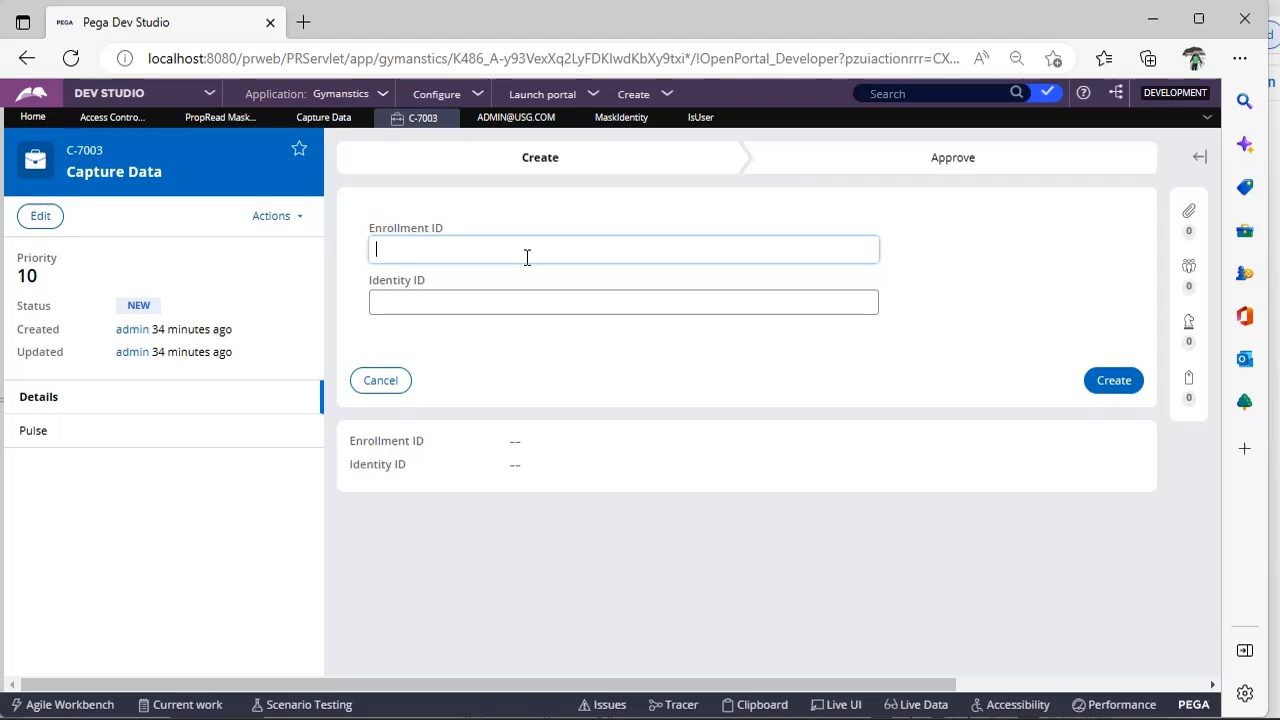 PEGA Pega Dev Studio
localhost:8080/prweb/PRServlet/app/gymanstics/K486_A-y93VexXq2LyFDKIwdKbXy9txi*/!OpenPortal_Developer?pzuiactionrrr=CX...
DEV STUDIO Application: Gymanstics Configure Launch portal Create Search DEVELOPMENT
Home Access Contro... PropRead Mask... Capture Data C-7003 ADMIN@USG.COM MaskIdentity IsUser
C-7003
Capture Data
Edit Actions
Priority
10
Status NEW
Created admin 34 minutes ago
Updated admin 34 minutes ago
Details
Pulse
Create Approve
Enrollment ID
Identity ID
Cancel Create
Enrollment ID --
Identity ID --
0
0
0
0
Agile Workbench Current work Scenario Testing Issues Tracer Clipboard Live UI Live Data Accessibility Performance PEGA